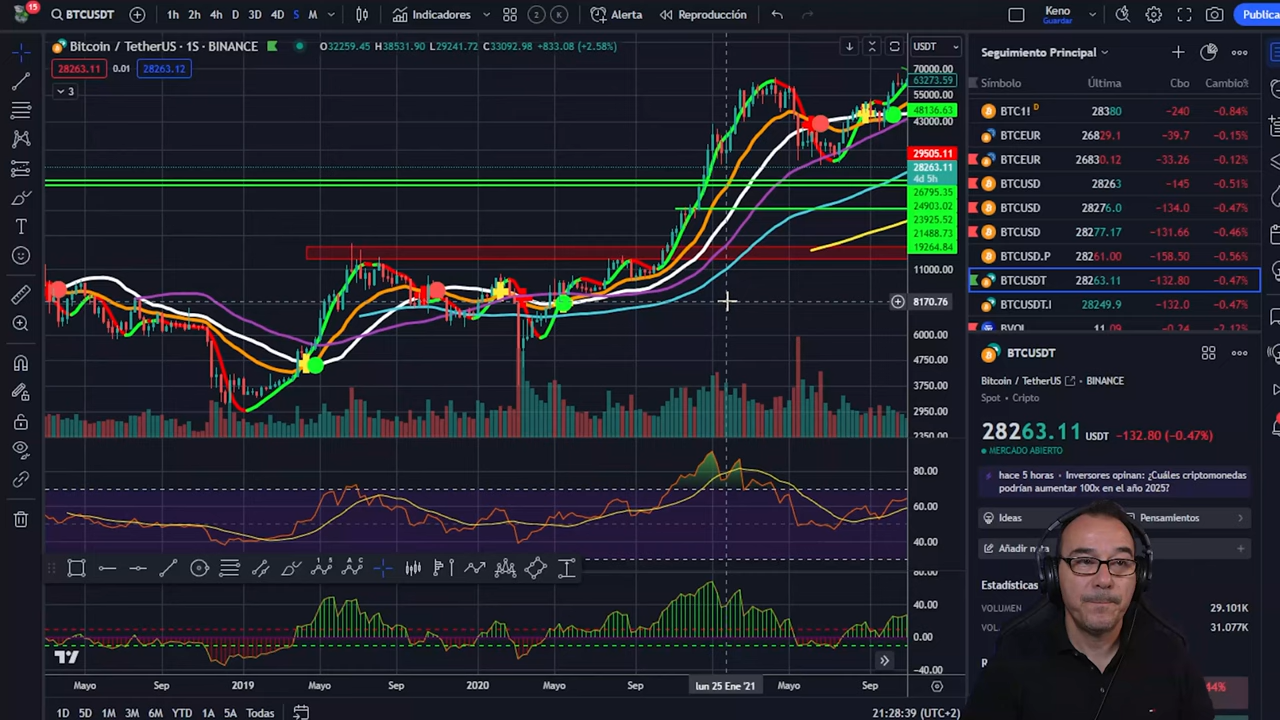 15
BTCUSDT
1h 2h 4h D 3D 4D S M
Indicadores
2 K
Alerta
Reproducción
Keno
Guardar
Publica
Bitcoin / TetherUS · 1S · BINANCE
O32259.45 H38531.90 L29241.72 C33092.98 +833.08 (+2.58%)
28263.11 0.01 28263.12
3
USDT
70000.00
63273.59
55000.00
48136.63
43000.00
29505.11
28263.11
4d 5h
26795.35
24903.02
23925.52
21488.73
19264.84
11000.00
8170.76
6000.00
4750.00
3750.00
2950.00
2350.00
80.00
60.00
40.00
80.00
40.00
0.00
−40.00
Mayo Sep 2019 Mayo Sep 2020 Mayo Sep lun 25 Ene '21 Mayo Sep
1D 5D 1M 3M 6M YTD 1A 5A Todas
21:28:39 (UTC+2)
Seguimiento Principal
Símbolo Última Cbo Cambio%
BTC1! D 28380 −240 −0.84%
BTCEUR 26829.1 −39.7 −0.15%
BTCEUR 26830.12 −33.26 −0.12%
BTCUSD 28263 −145 −0.51%
BTCUSD 28276.0 −134.0 −0.47%
BTCUSD 28277.17 −131.66 −0.46%
BTCUSD.P 28261.00 −158.50 −0.56%
BTCUSDT 28263.11 −132.80 −0.47%
BTCUSDT.I 28249.9 −132.0 −0.47%
BVOL 11.09 −0.24 −2.12%
BTCUSDT
Bitcoin / TetherUS · BINANCE
Spot · Cripto
28263.11 USDT −132.80 (−0.47%)
MERCADO ABIERTO
hace 5 horas · Inversores opinan: ¿Cuáles criptomonedas
podrían aumentar 100x en el año 2025?
Ideas
Pensamientos
Añadir nota
Estadísticas
VOLUMEN 29.101K
31.077K